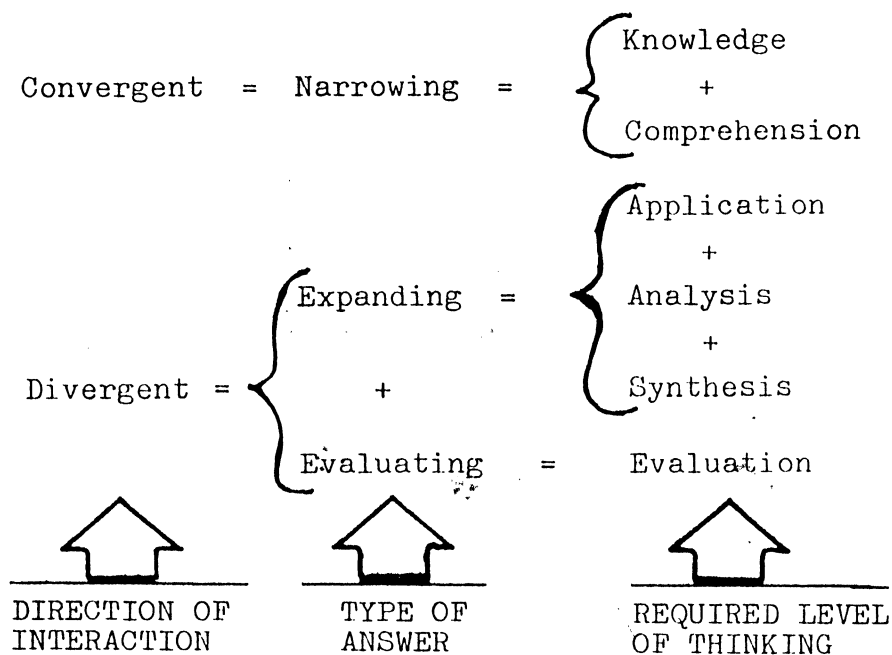 Knowledge
Convergent = Narrowing = +
Comprehension
Application
+
Expanding = Analysis
+
Divergent = + Synthesis
Evaluating = Evaluation
DIRECTION OF INTERACTION
TYPE OF ANSWER
REQUIRED LEVEL OF THINKING